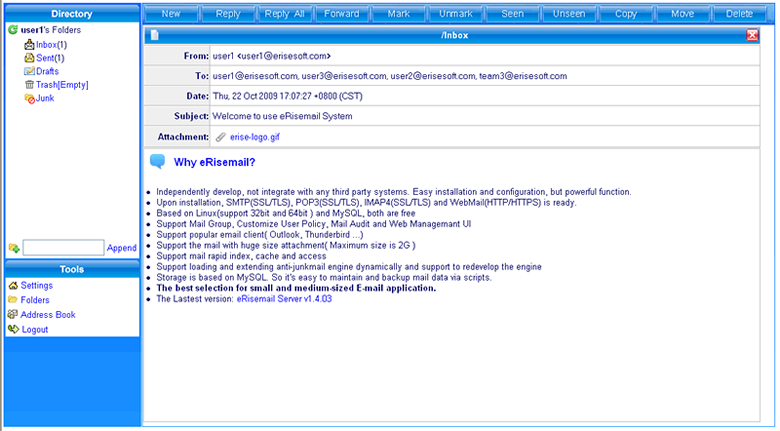 Directory
New Reply Reply All Forward Mark Unmark Seen Unseen Copy Move Delete
user1's Folders
Inbox(1)
Sent(1)
Drafts
Trash[Empty]
Junk
Append
Tools
Settings
Folders
Address Book
Logout
/Inbox
From: user1 <user1@erisesoft.com>
To: user1@erisesoft.com, user3@erisesoft.com, user2@erisesoft.com, team3@erisesoft.com
Date: Thu, 22 Oct 2009 17:07:27 +0800 (CST)
Subject: Welcome to use eRisemail System
Attachment: erise-logo.gif
Why eRisemail?
Independently develop, not integrate with any third party systems. Easy installation and configuration, but powerful function.
Upon installation, SMTP(SSL/TLS), POP3(SSL/TLS), IMAP4(SSL/TLS) and WebMail(HTTP/HTTPS) is ready.
Based on Linux(support 32bit and 64bit ) and MySQL, both are free
Support Mail Group, Customize User Policy, Mail Audit and Web Managemant UI
Support popular email client( Outlook, Thunderbird ...)
Support the mail with huge size attachment( Maximum size is 2G )
Support mail rapid index, cache and access
Support loading and extending anti-junkmail engine dynamically and support to redevelop the engine
Storage is based on MySQL. So it's easy to maintain and backup mail data via scripts.
The best selection for small and medium-sized E-mail application.
The Lastest version: eRisemail Server v1.4.03